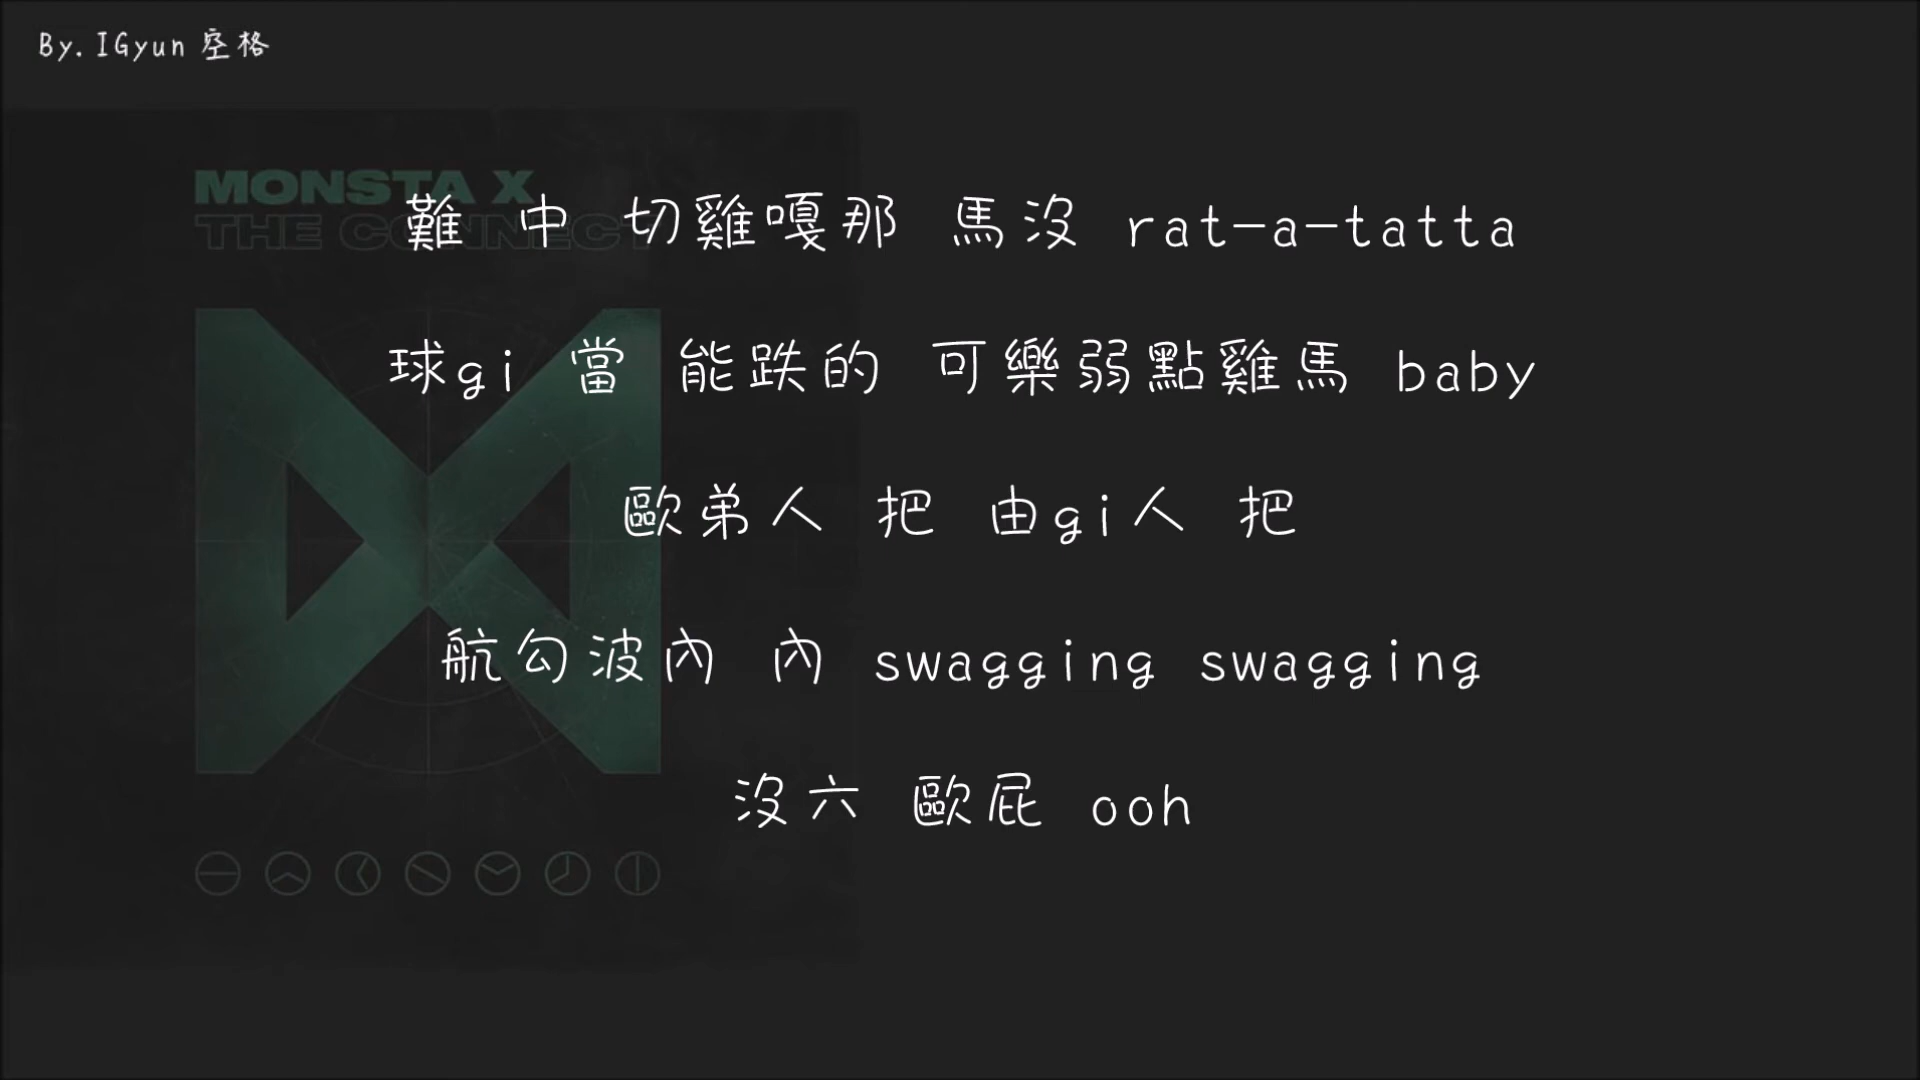 By.IGyun 空格
MONSTA X
THE CONNECT
難 中 切雞嘎那 馬沒 rat-a-tatta
球gi 當 能跌的 可樂弱點雞馬 baby
歐弟人 把 由gi人 把
航勾波內 內 swagging swagging
沒六 歐屁 ooh